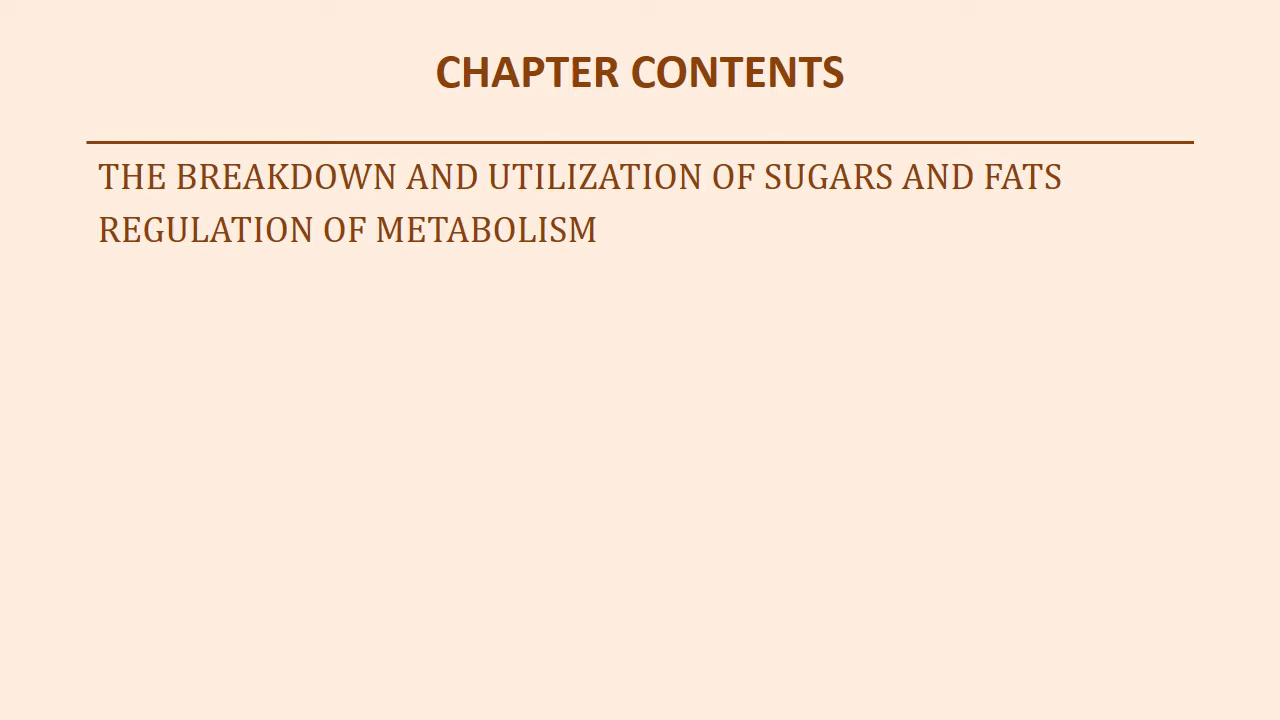 CHAPTER CONTENTS
THE BREAKDOWN AND UTILIZATION OF SUGARS AND FATS
REGULATION OF METABOLISM